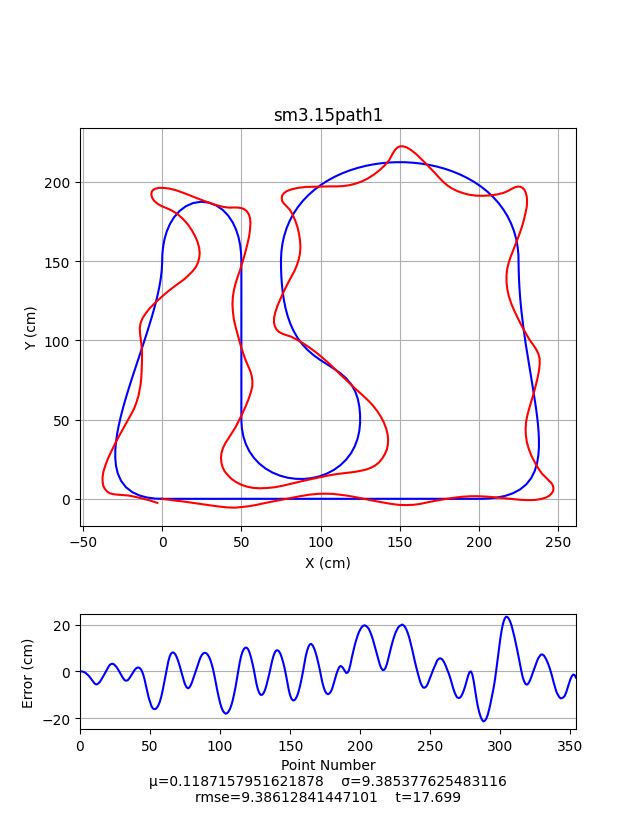 sm3.15path1
200
150
100
50
0
Y (cm)
−50 0 50 100 150 200 250
X (cm)
20
0
−20
Error (cm)
0 50 100 150 200 250 300 350
Point Number
μ=0.1187157951621878 σ=9.385377625483116
rmse=9.38612841447101 t=17.699